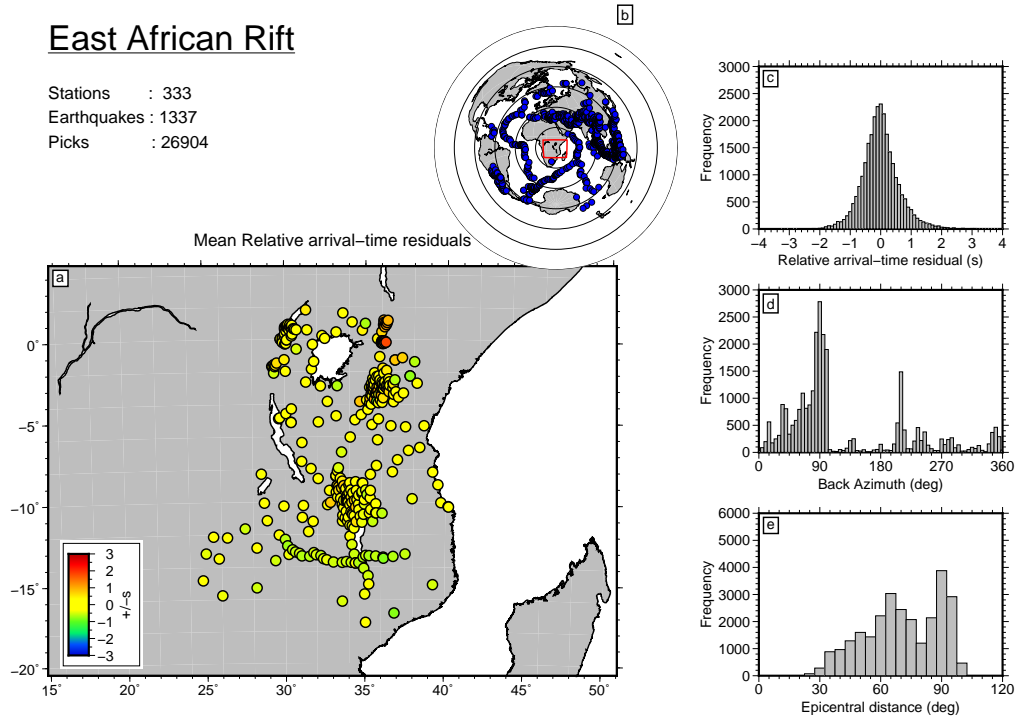 East African Rift
Stations : 333
Earthquakes : 1337
Picks : 26904
b
Mean Relative arrival−time residuals
a
0˚
−5˚
−10˚
−15˚
−20˚
15˚ 20˚ 25˚ 30˚ 35˚ 40˚ 45˚ 50˚
3
2
1
0
−1
−2
−3
+/−s
c
Frequency
3000
2500
2000
1500
1000
500
0
−4 −3 −2 −1 0 1 2 3 4
Relative arrival−time residual (s)
d
Frequency
3000
2500
2000
1500
1000
500
0
0 90 180 270 360
Back Azimuth (deg)
e
Frequency
6000
5000
4000
3000
2000
1000
0
0 30 60 90 120
Epicentral distance (deg)